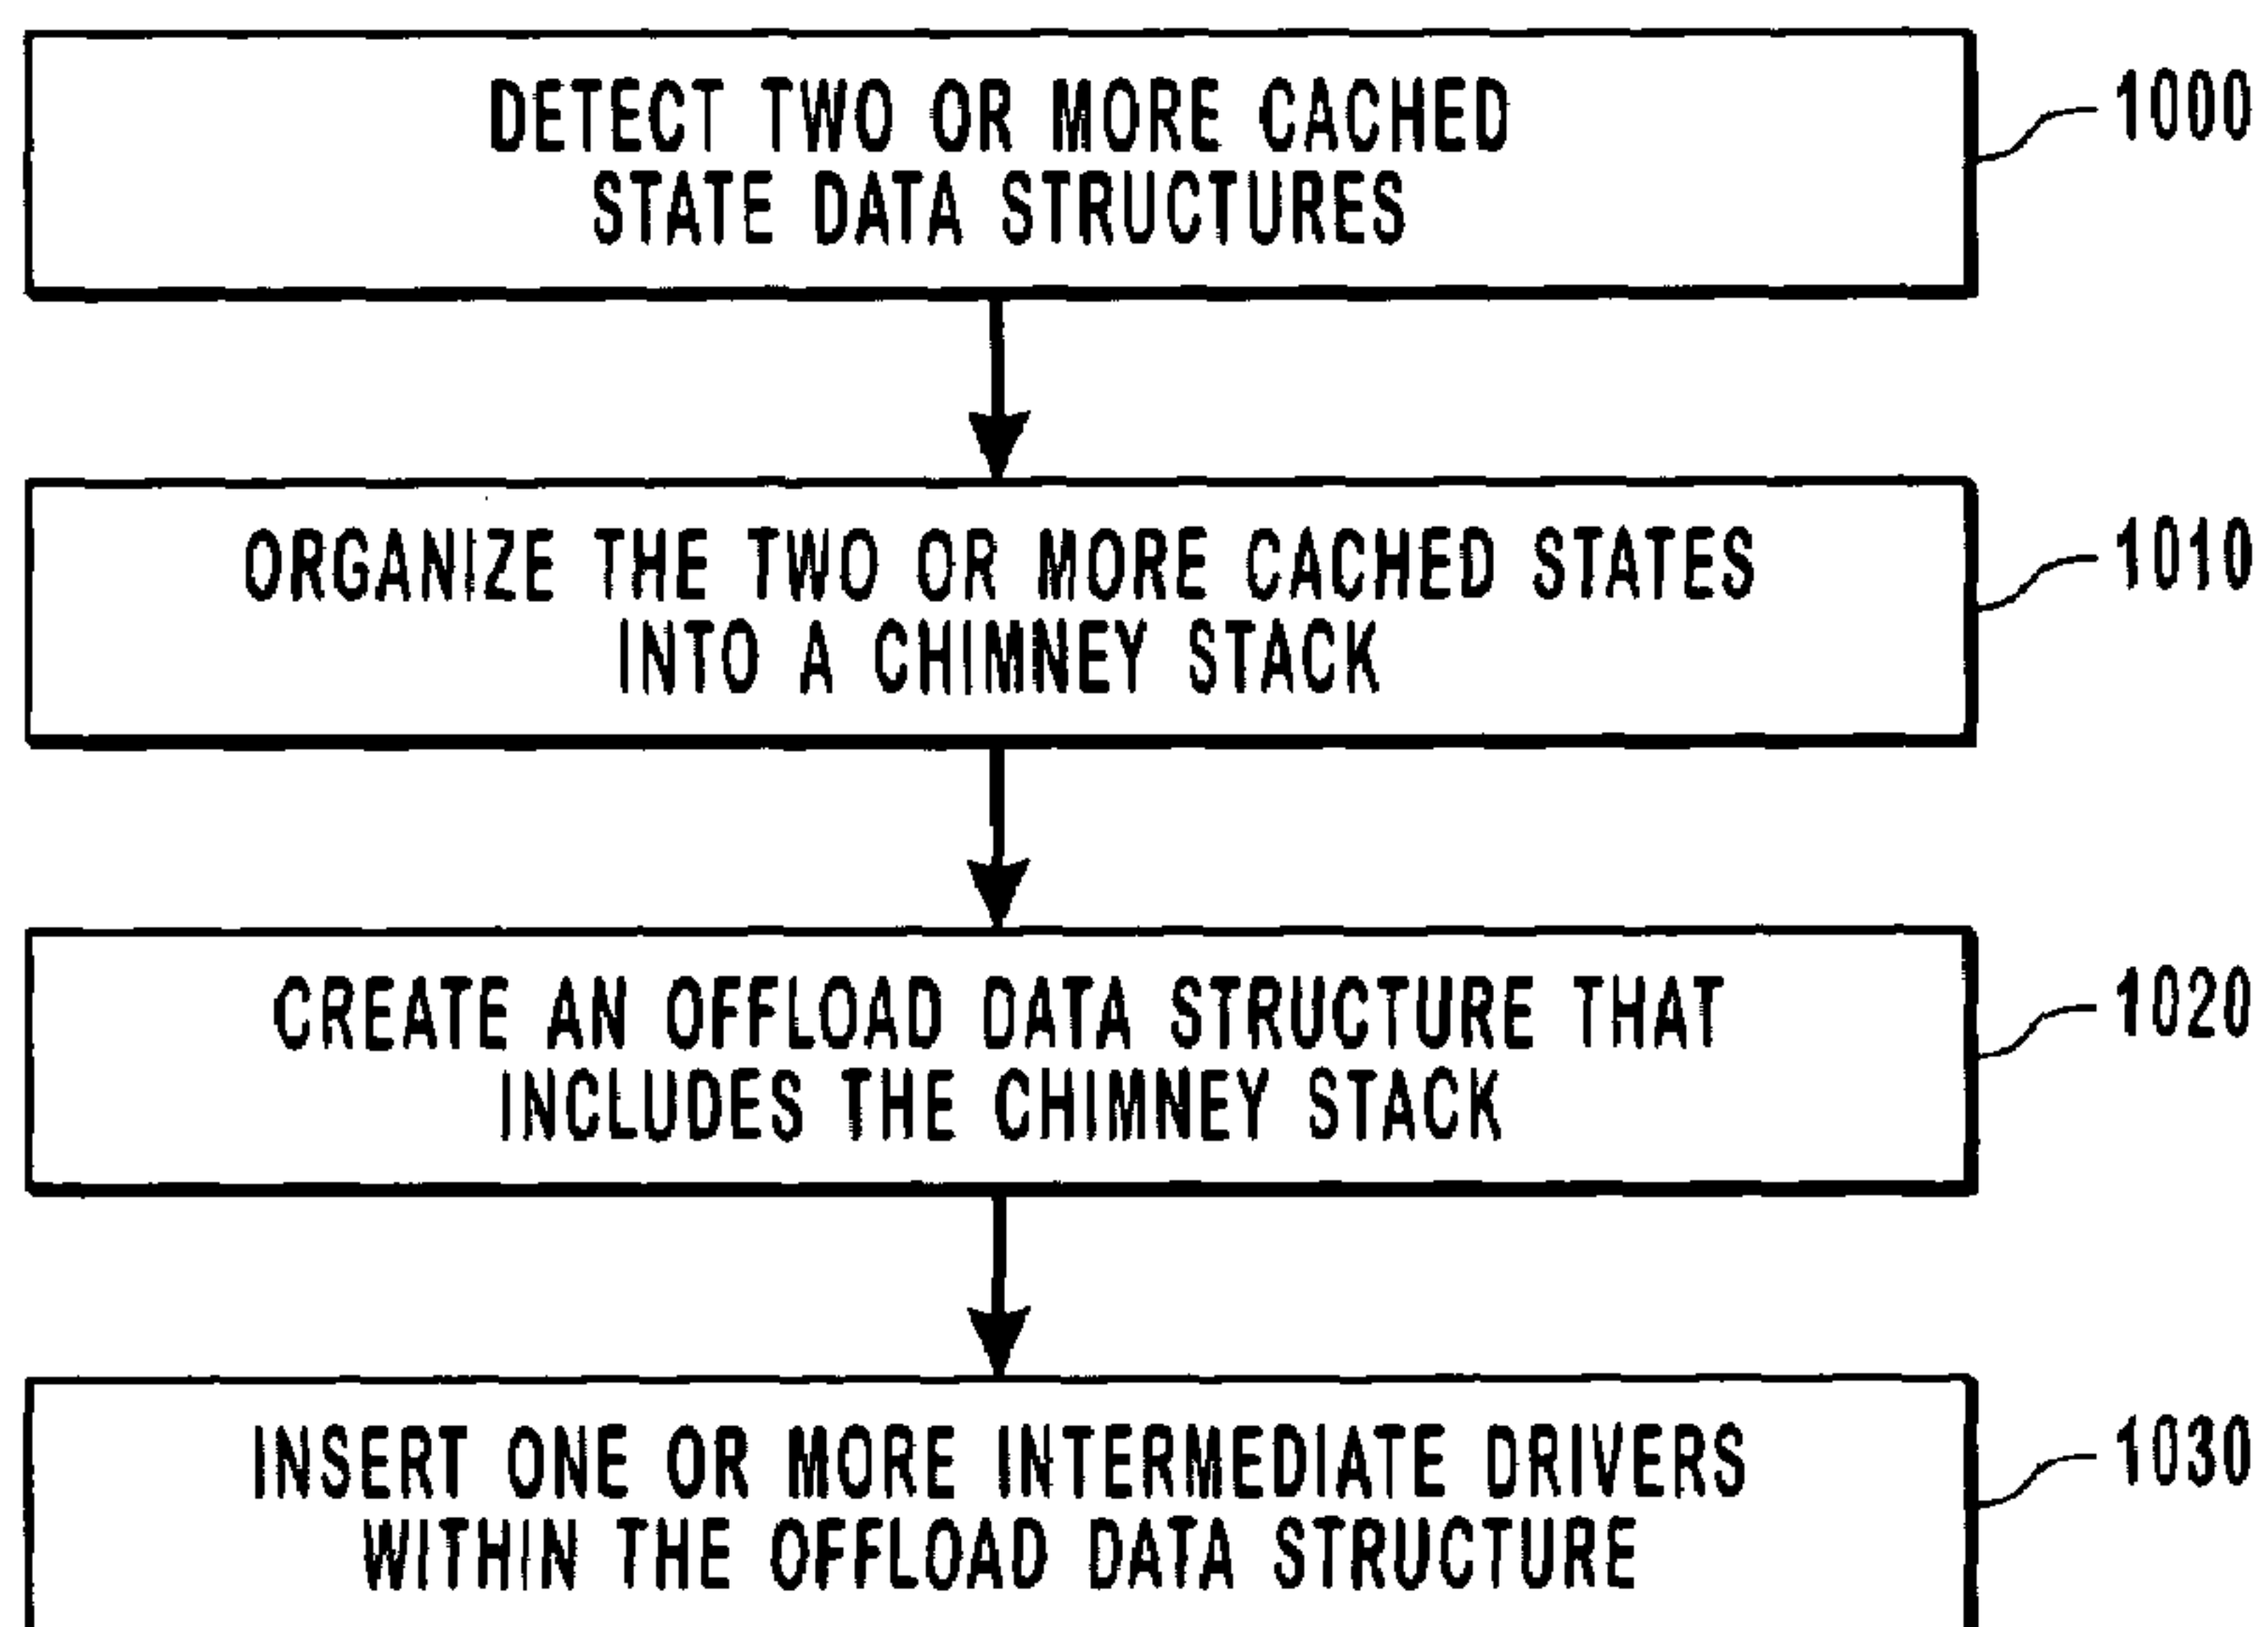 DETECT TWO OR MORE CACHED
STATE DATA STRUCTURES
1000
ORGANIZE THE TWO OR MORE CACHED STATES
INTO A CHIMNEY STACK
1010
CREATE AN OFFLOAD DATA STRUCTURE THAT
INCLUDES THE CHIMNEY STACK
1020
INSERT ONE OR MORE INTERMEDIATE DRIVERS
WITHIN THE OFFLOAD DATA STRUCTURE
1030